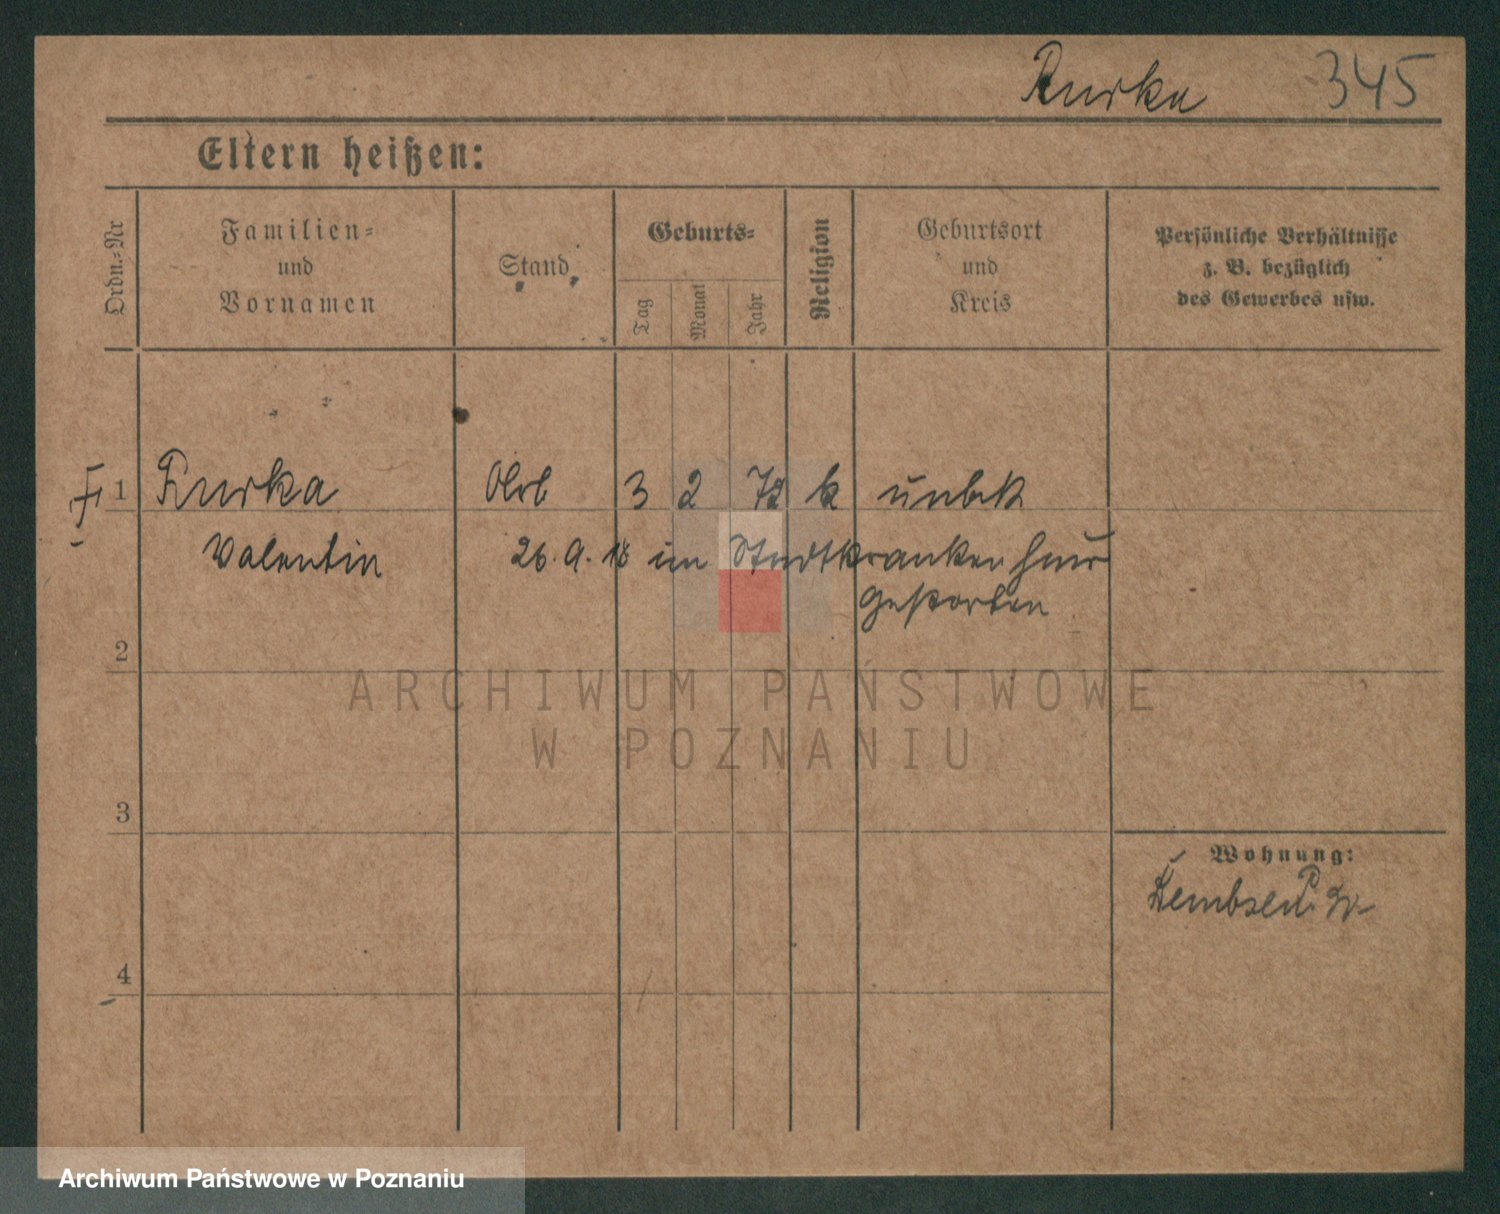 Rurka 345
Eltern heißen:
Ordn.-Nr
Familien-
und
Vornamen
Stand
Geburts-
Tag
Monat
Jahr
Religion
Geburtsort
und
Kreis
Persönliche Verhältnisse
z. B. bezüglich
des Gewerbes usw.
1 Rurka 3 2 72 k unbek
Valentin 26. 9. 18 im Stadtkrankenhaus
gestorben
2
ARCHIWUM PAŃSTWOWE
W POZNANIU
3
Wohnung:
4
Archiwum Państwowe w Poznaniu